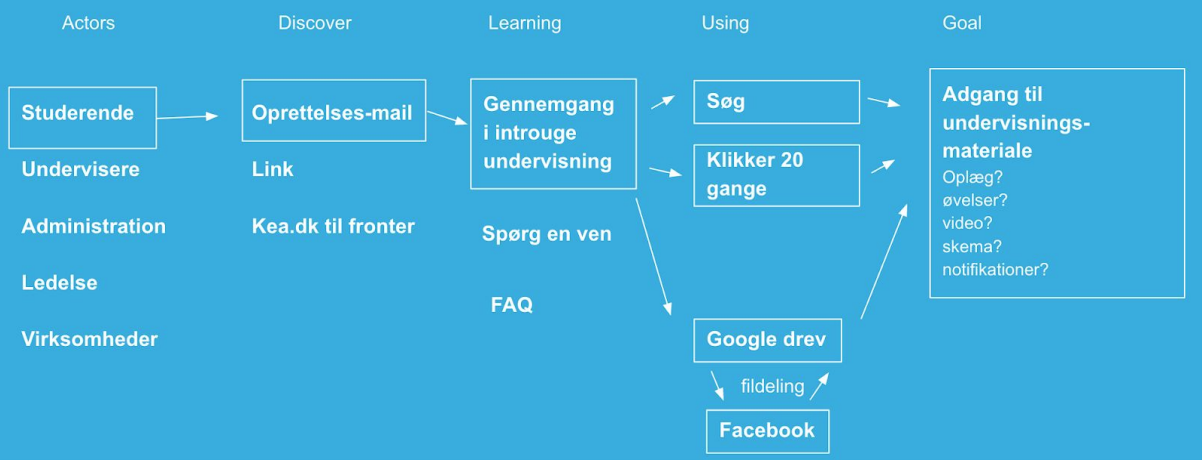 Actors
Discover
Learning
Using
Goal
Studerende
Undervisere
Administration
Ledelse
Virksomheder
Oprettelses-mail
Link
Kea.dk til fronter
Gennemgang
i introuge
undervisning
Spørg en ven
FAQ
Søg
Klikker 20
gange
Google drev
fildeling
Facebook
Adgang til
undervisnings-
materiale
Oplæg?
øvelser?
video?
skema?
notifikationer?